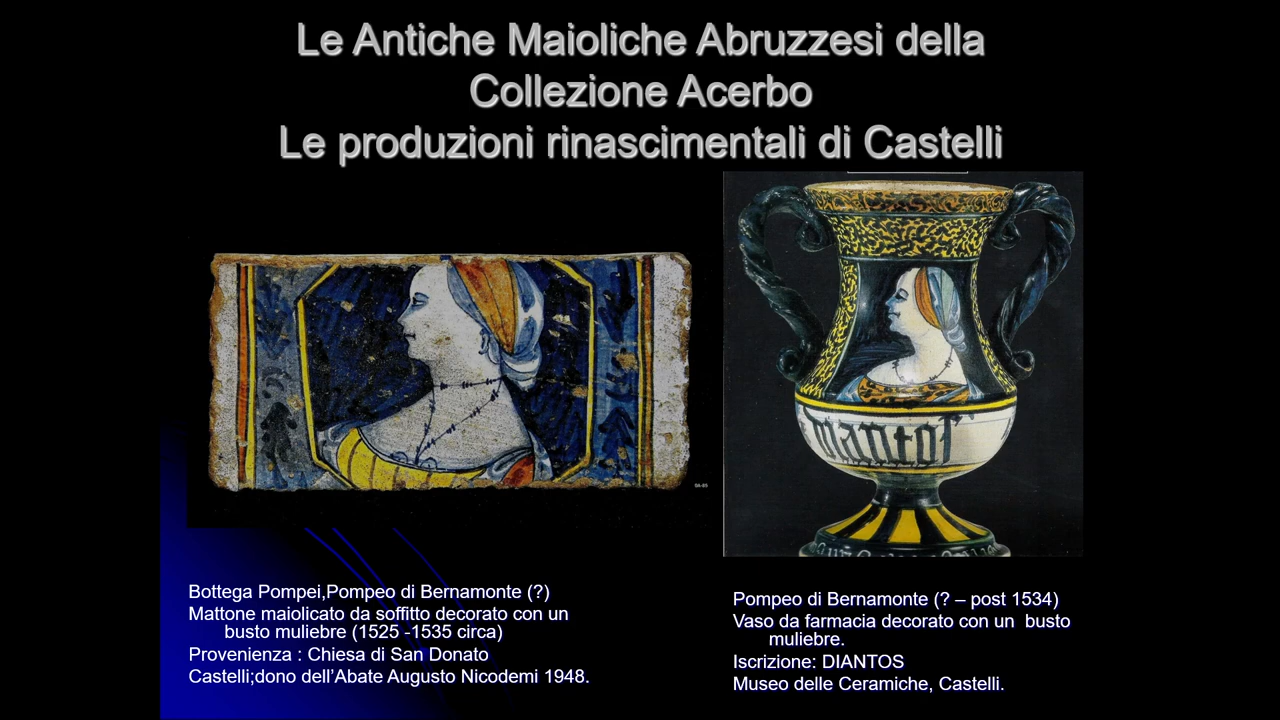 Le Antiche Maioliche Abruzzesi della
Collezione Acerbo
Le produzioni rinascimentali di Castelli
mantos
Bottega Pompei,Pompeo di Bernamonte (?)
Mattone maiolicato da soffitto decorato con un
busto muliebre (1525 -1535 circa)
Provenienza : Chiesa di San Donato
Castelli;dono dell’Abate Augusto Nicodemi 1948.
Pompeo di Bernamonte (? – post 1534)
Vaso da farmacia decorato con un  busto
muliebre.
Iscrizione: DIANTOS
Museo delle Ceramiche, Castelli.